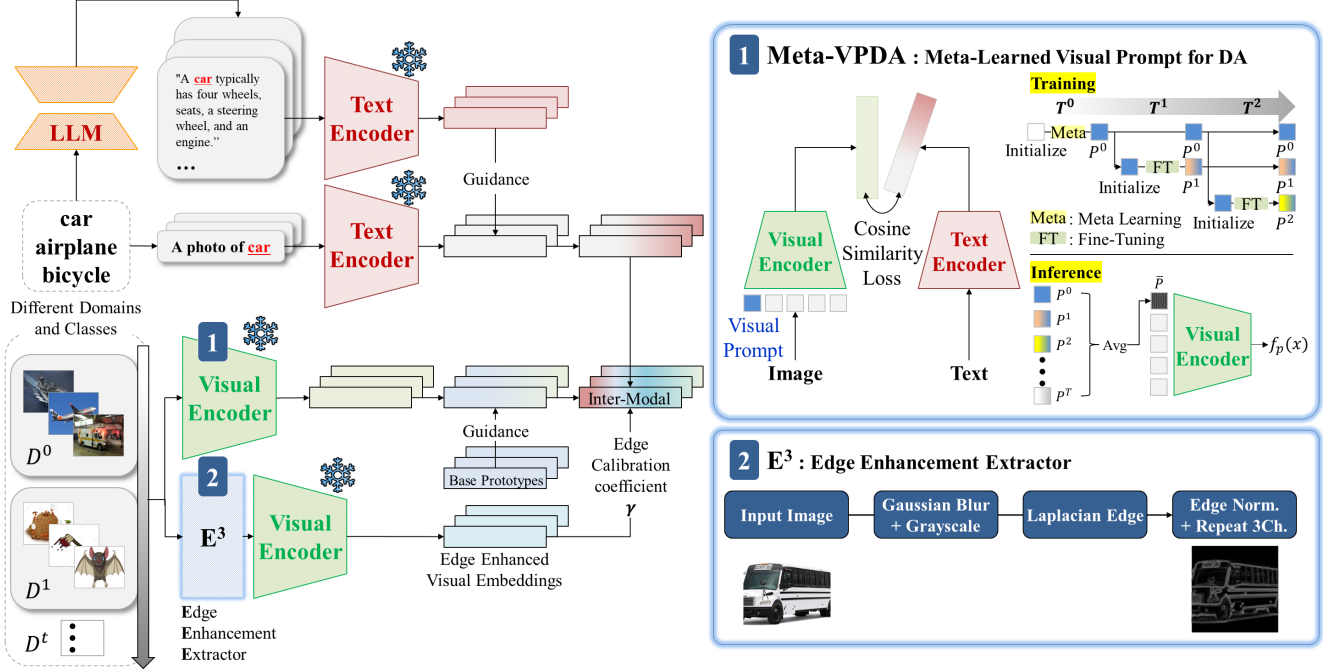 LLM
"A car typically
has four wheels,
seats, a steering
wheel, and an
engine.”
...
Text
Encoder
Guidance
car
airplane
bicycle
A photo of car
Text
Encoder
Different Domains
and Classes
D⁰
D¹
Dᵗ
1
Visual
Encoder
2
E³
Edge
Enhancement
Extractor
Visual
Encoder
Guidance
Base Prototypes
Edge Enhanced
Visual Embeddings
Inter-Modal
Edge
Calibration
coefficient
γ
1 Meta-VPDA : Meta-Learned Visual Prompt for DA
Visual
Encoder
Cosine
Similarity
Loss
Text
Encoder
Visual
Prompt
Image
Text
Training
T⁰ T¹ T²
Meta
Initialize
P⁰ P⁰ P⁰
FT
Initialize
P¹ P¹
FT
Initialize
P²
Meta : Meta Learning
FT : Fine-Tuning
Inference
P⁰
P¹
P²
Pᵀ
Avg
P̄
Visual
Encoder
fₚ(x)
2 E³ : Edge Enhancement Extractor
Input Image
Gaussian Blur
+ Grayscale
Laplacian Edge
Edge Norm.
+ Repeat 3Ch.